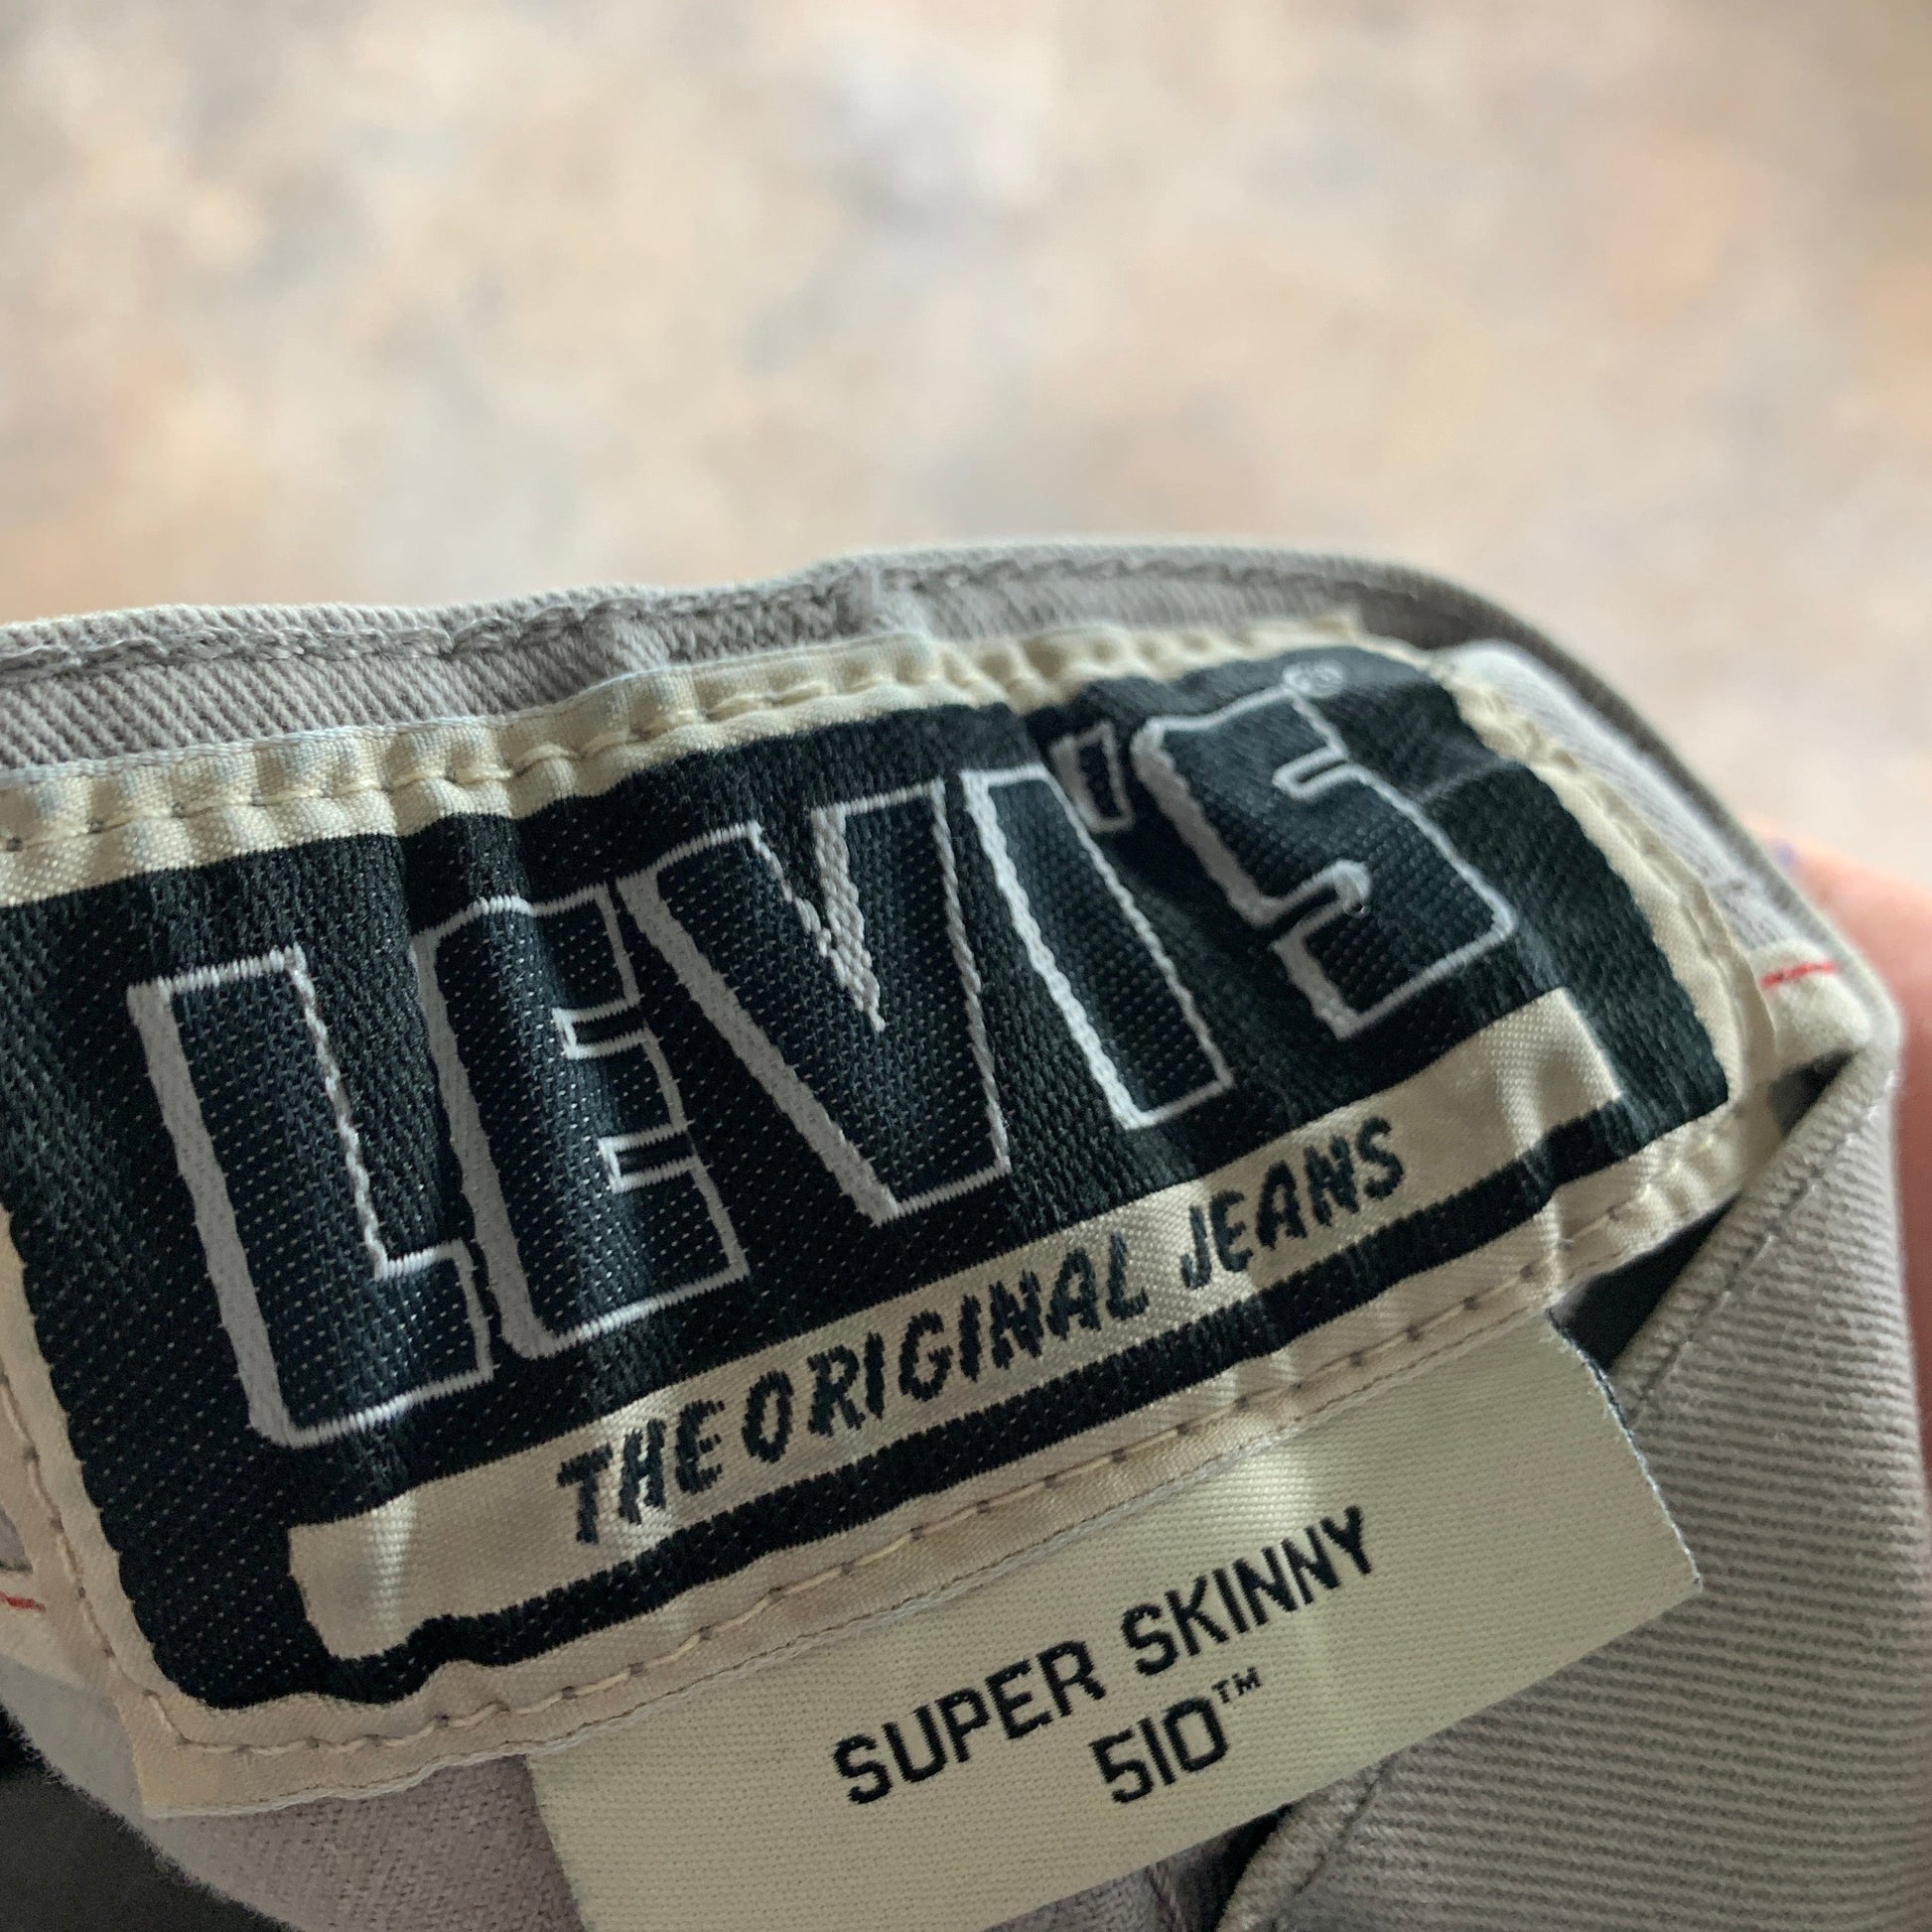 LEVI'S®
THE ORIGINAL JEANS
SUPER SKINNY
510™